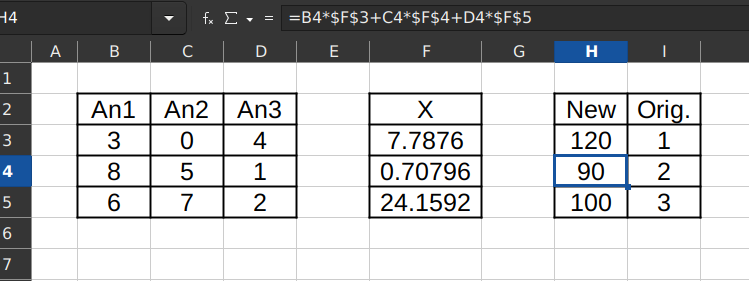 H4 fx Σ = =B4*$F$3+C4*$F$4+D4*$F$5
A B C D E F G H I
1
2 An1 An2 An3 X New Orig.
3 3 0 4 7.7876 120 1
4 8 5 1 0.70796 90 2
5 6 7 2 24.1592 100 3
6
7